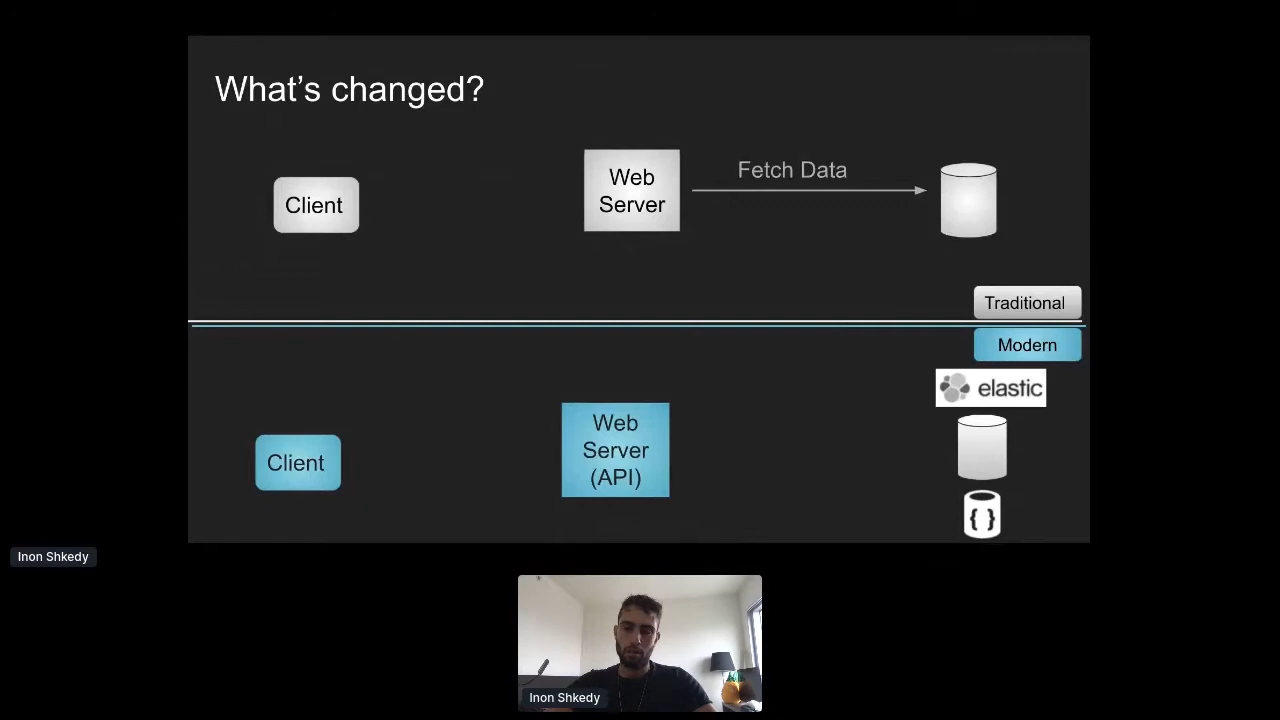 What's changed?
Client
Web
Server
Fetch Data
Traditional
Modern
elastic
Client
Web
Server
(API)
{ }
Inon Shkedy
Inon Shkedy